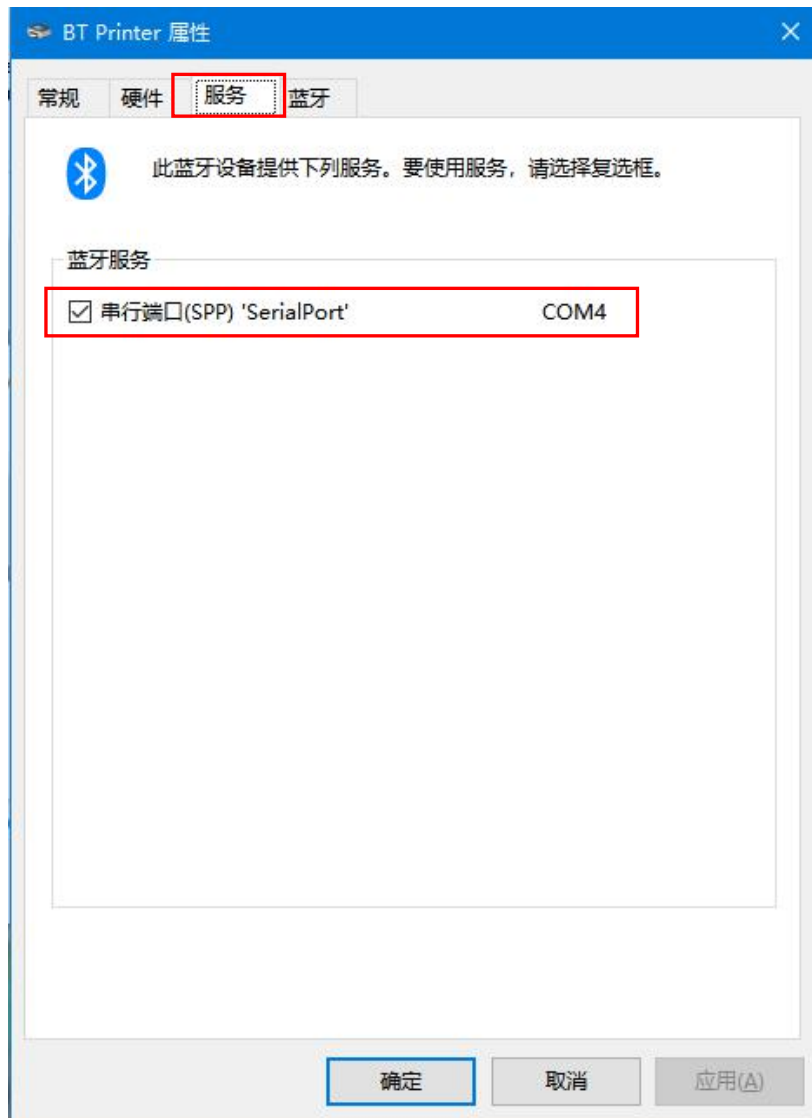 BT Printer 属性
常规 硬件 服务 蓝牙
此蓝牙设备提供下列服务。要使用服务，请选择复选框。
蓝牙服务
串行端口(SPP) 'SerialPort' COM4
确定 取消 应用(A)